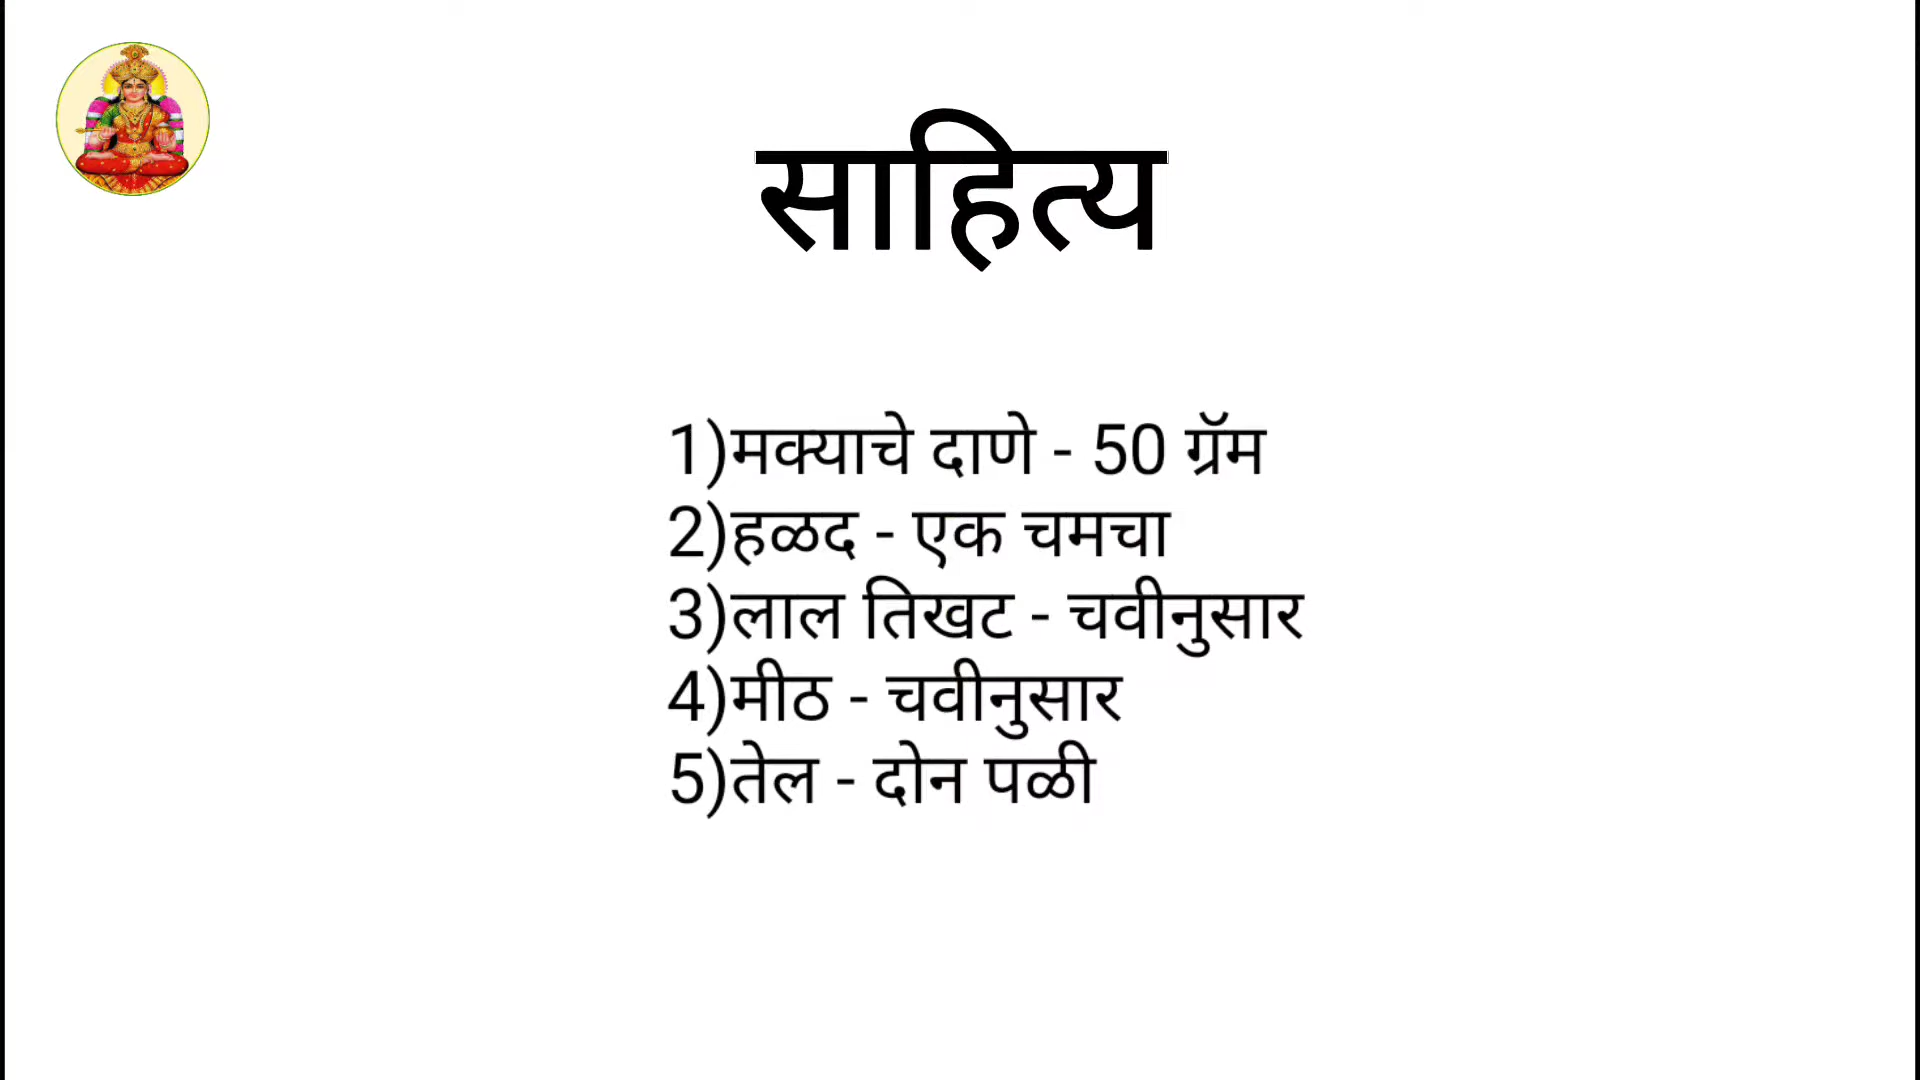 साहित्य
1)मक्याचे दाणे - 50 ग्रॅम
2)हळद - एक चमचा
3)लाल तिखट - चवीनुसार
4)मीठ - चवीनुसार
5)तेल - दोन पळी